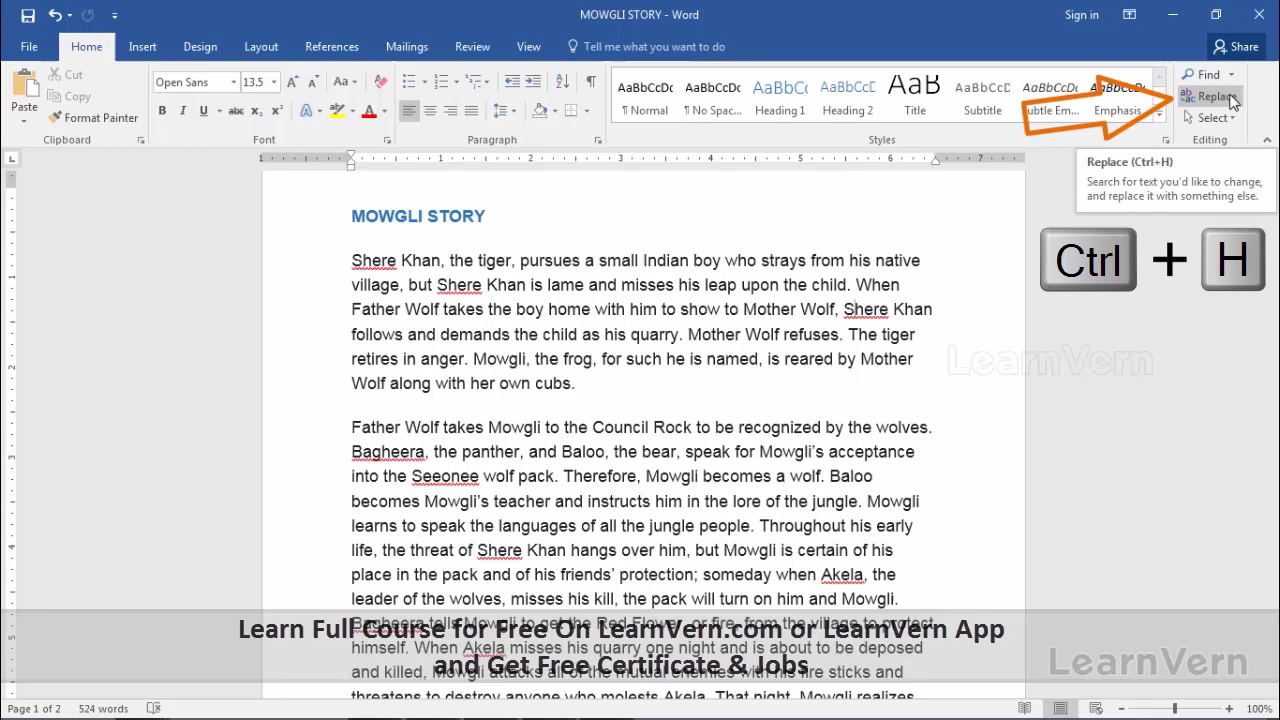 MOWGLI STORY - Word
Sign in
File Home Insert Design Layout References Mailings Review View Tell me what you want to do Share
Paste
Cut
Copy
Format Painter
Clipboard
Open Sans 13.5
Font
Paragraph
AaBbCcDc AaBbCcDc AaBbCc AaBbCcD AaB AaBbCcD AaBbCcDc AaBbCcDc
¶ Normal ¶ No Spac... Heading 1 Heading 2 Title Subtitle Subtle Em... Emphasis
Styles
Find
Replace
Select
Editing
Replace (Ctrl+H)
Search for text you'd like to change,
and replace it with something else.
Ctrl + H
MOWGLI STORY
Shere Khan, the tiger, pursues a small Indian boy who strays from his native
village, but Shere Khan is lame and misses his leap upon the child. When
Father Wolf takes the boy home with him to show to Mother Wolf, Shere Khan
follows and demands the child as his quarry. Mother Wolf refuses. The tiger
retires in anger. Mowgli, the frog, for such he is named, is reared by Mother
Wolf along with her own cubs.
LearnVern
Father Wolf takes Mowgli to the Council Rock to be recognized by the wolves.
Bagheera, the panther, and Baloo, the bear, speak for Mowgli’s acceptance
into the Seeonee wolf pack. Therefore, Mowgli becomes a wolf. Baloo
becomes Mowgli’s teacher and instructs him in the lore of the jungle. Mowgli
learns to speak the languages of all the jungle people. Throughout his early
life, the threat of Shere Khan hangs over him, but Mowgli is certain of his
place in the pack and of his friends’ protection; someday when Akela, the
leader of the wolves, misses his kill, the pack will turn on him and Mowgli.
Bagheera tells Mowgli to get the Red Flower, or fire, from the village to protect
himself. When Akela misses his quarry one night and is about to be deposed
and killed, Mowgli attacks all of the mutual enemies with his fire sticks and
threatens to destroy anyone who molests Akela. That night, Mowgli realizes
Learn Full Course for Free On LearnVern.com or LearnVern App
and Get Free Certificate & Jobs
LearnVern
Page 1 of 2 524 words 100%